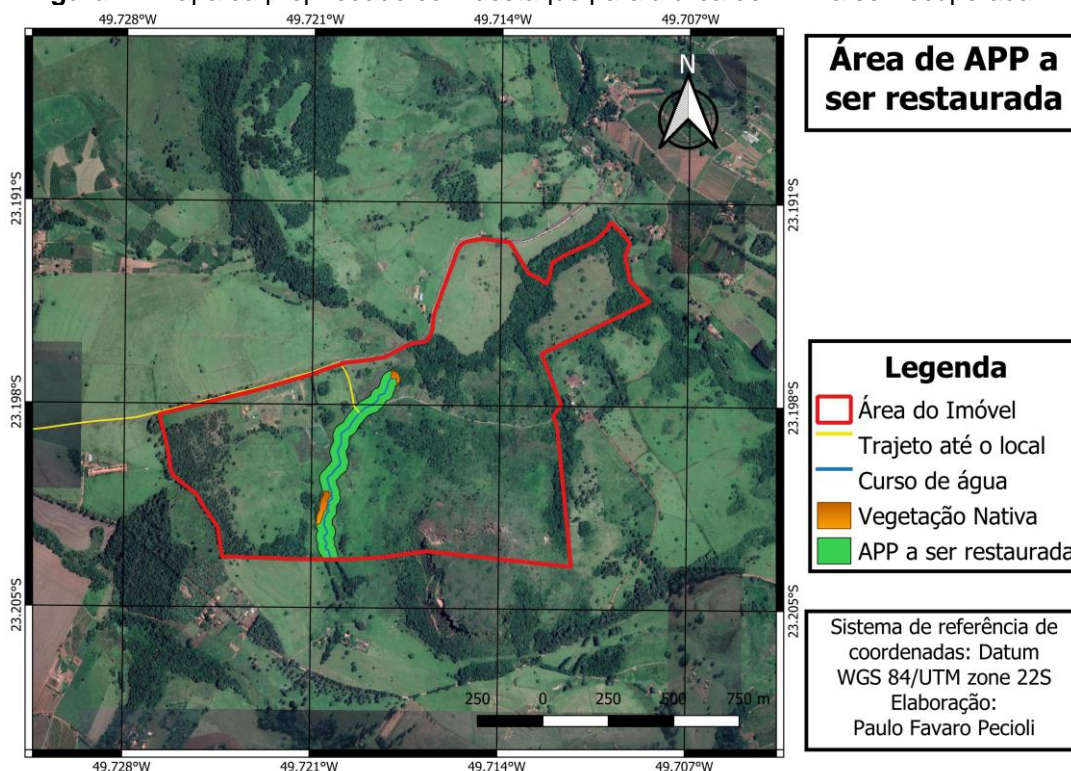 49.728°W 49.721°W 49.714°W 49.707°W
N
Área de APP a
ser restaurada
23.191°S 23.191°S
23.198°S 23.198°S
23.205°S 23.205°S
Legenda
Área do Imóvel
Trajeto até o local
Curso de água
Vegetação Nativa
APP a ser restaurada
250 0 250 500 750 m
Sistema de referência de
coordenadas: Datum
WGS 84/UTM zone 22S
Elaboração:
Paulo Favaro Pecioli
49.728°W 49.721°W 49.714°W 49.707°W